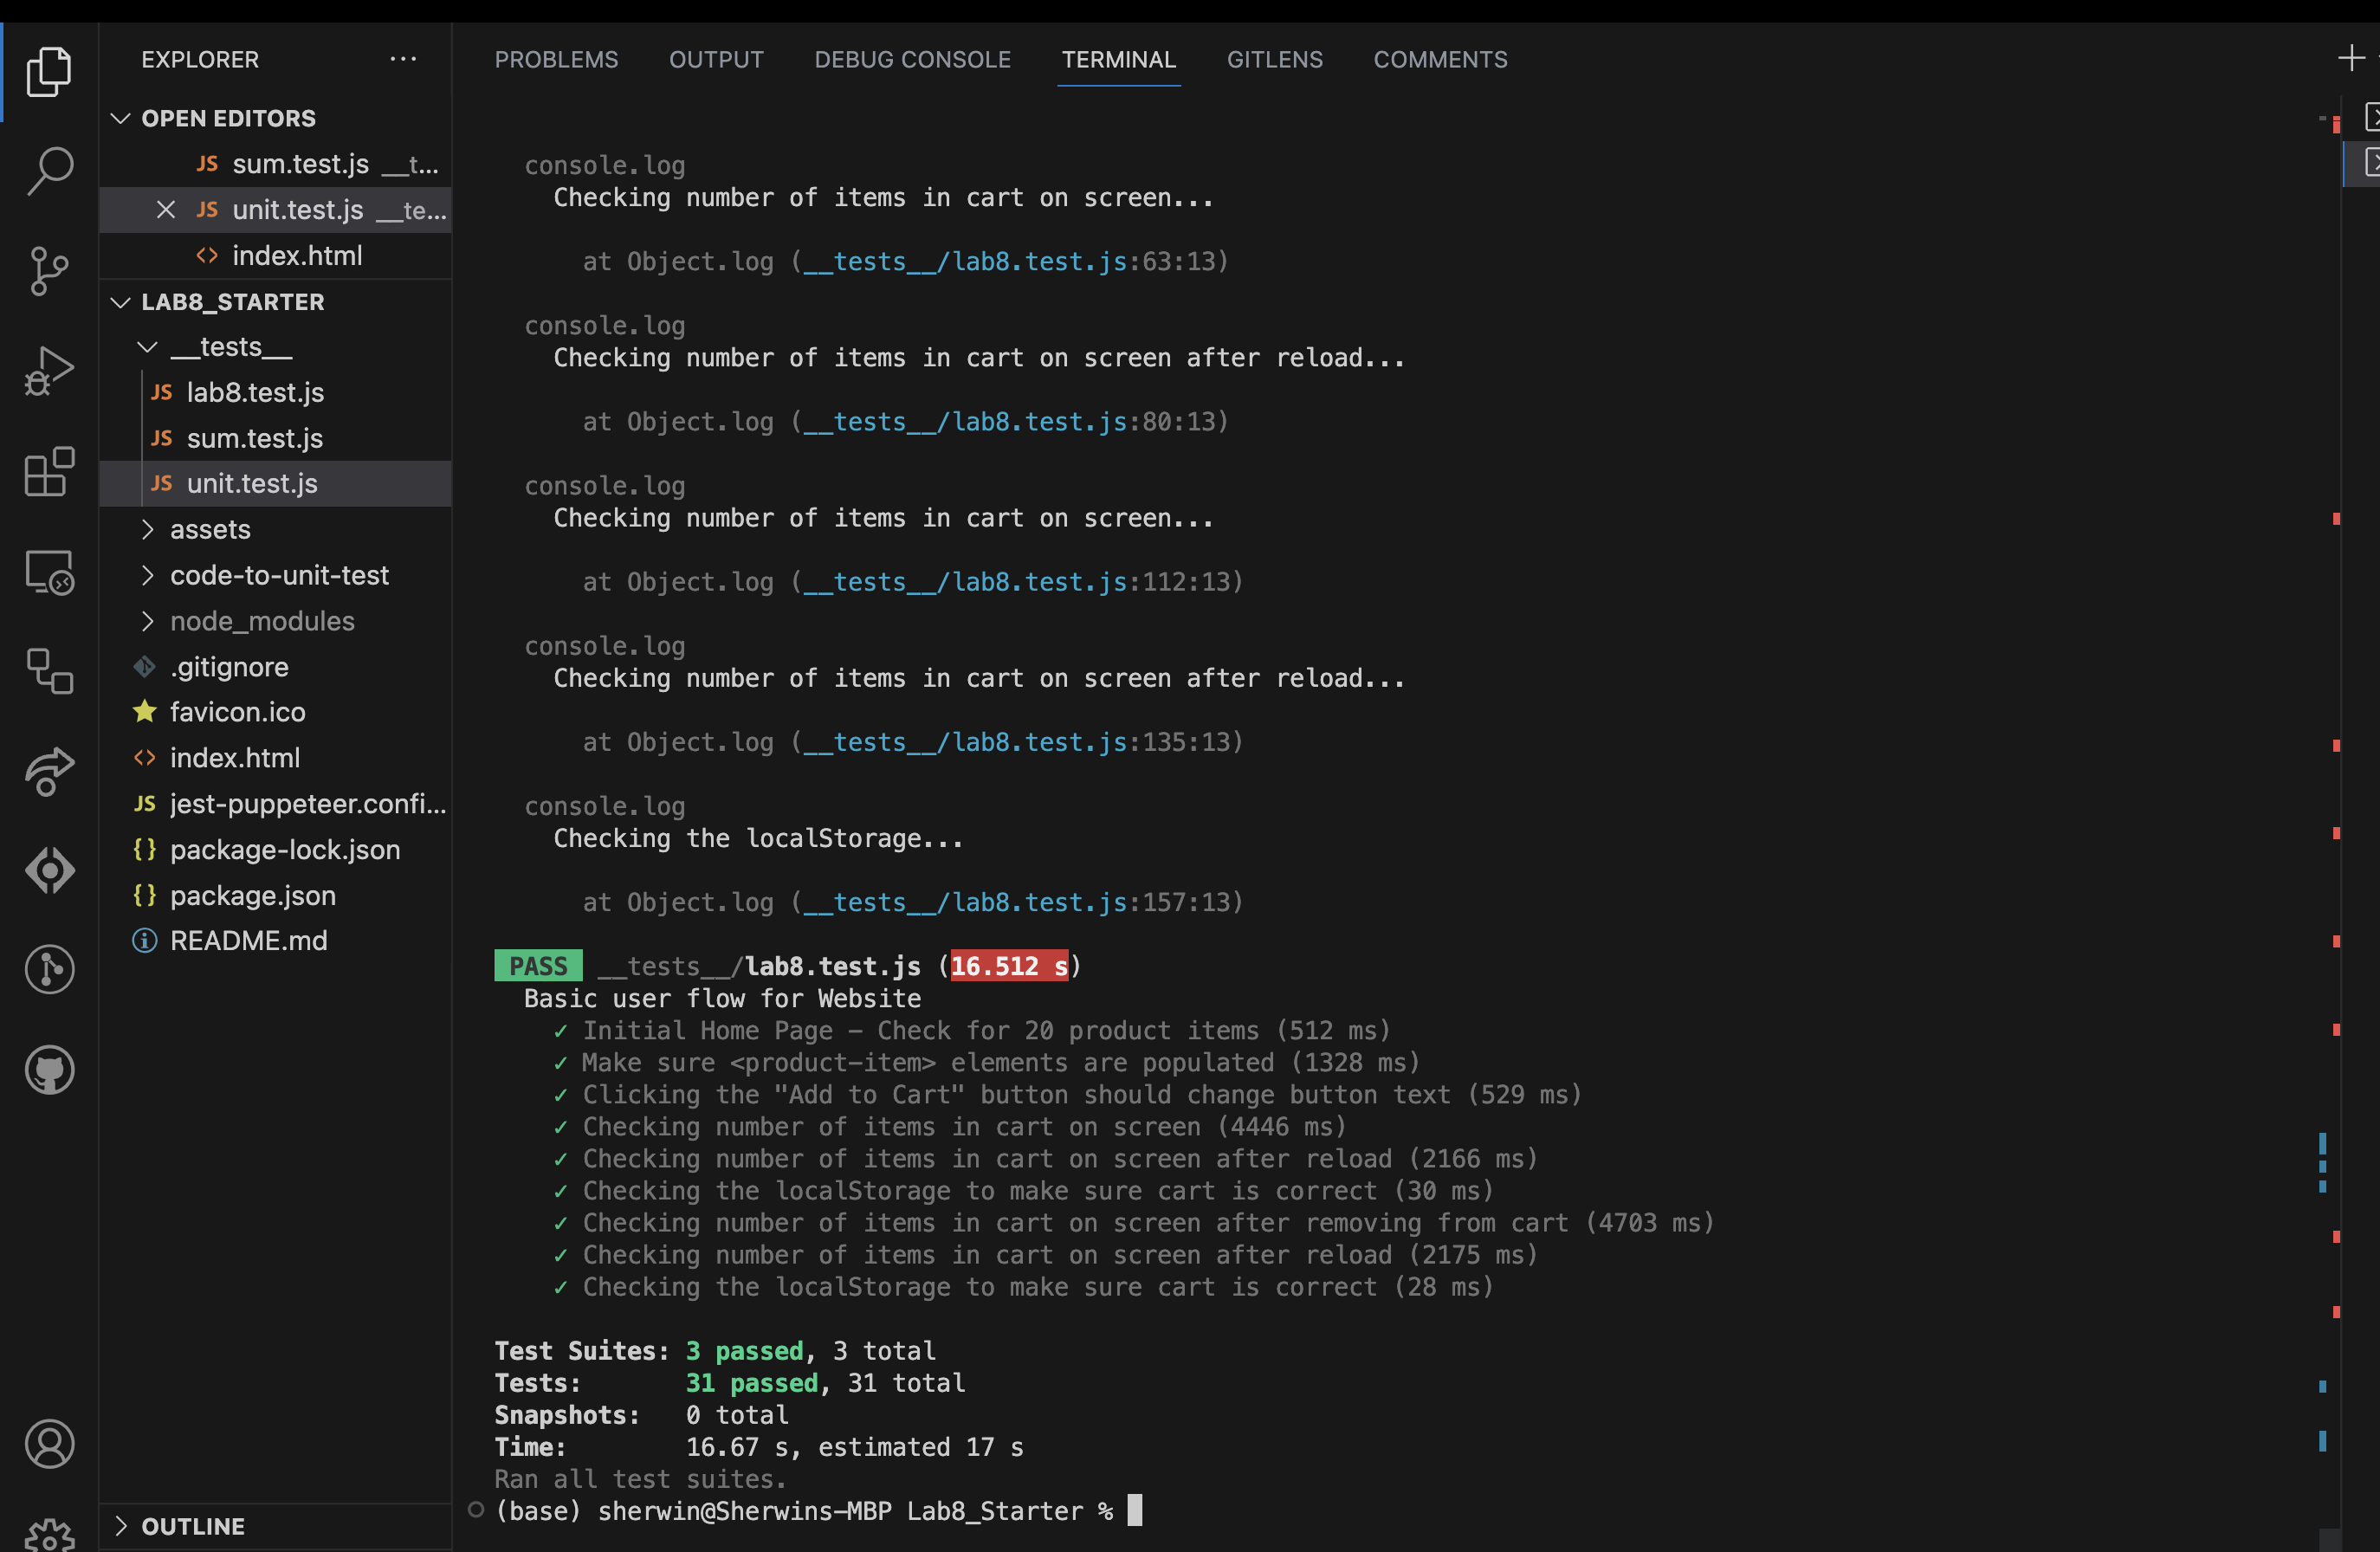 EXPLORER ···
OPEN EDITORS
JS sum.test.js __t...
JS unit.test.js __te...
<> index.html
LAB8_STARTER
__tests__
JS lab8.test.js
JS sum.test.js
JS unit.test.js
assets
code-to-unit-test
node_modules
.gitignore
favicon.ico
<> index.html
JS jest-puppeteer.confi...
{} package-lock.json
{} package.json
README.md
OUTLINE
PROBLEMS OUTPUT DEBUG CONSOLE TERMINAL GITLENS COMMENTS
console.log
Checking number of items in cart on screen...
at Object.log (__tests__/lab8.test.js:63:13)
console.log
Checking number of items in cart on screen after reload...
at Object.log (__tests__/lab8.test.js:80:13)
console.log
Checking number of items in cart on screen...
at Object.log (__tests__/lab8.test.js:112:13)
console.log
Checking number of items in cart on screen after reload...
at Object.log (__tests__/lab8.test.js:135:13)
console.log
Checking the localStorage...
at Object.log (__tests__/lab8.test.js:157:13)
PASS __tests__/lab8.test.js (16.512 s)
Basic user flow for Website
✓ Initial Home Page - Check for 20 product items (512 ms)
✓ Make sure <product-item> elements are populated (1328 ms)
✓ Clicking the "Add to Cart" button should change button text (529 ms)
✓ Checking number of items in cart on screen (4446 ms)
✓ Checking number of items in cart on screen after reload (2166 ms)
✓ Checking the localStorage to make sure cart is correct (30 ms)
✓ Checking number of items in cart on screen after removing from cart (4703 ms)
✓ Checking number of items in cart on screen after reload (2175 ms)
✓ Checking the localStorage to make sure cart is correct (28 ms)
Test Suites: 3 passed, 3 total
Tests: 31 passed, 31 total
Snapshots: 0 total
Time: 16.67 s, estimated 17 s
Ran all test suites.
(base) sherwin@Sherwins-MBP Lab8_Starter %